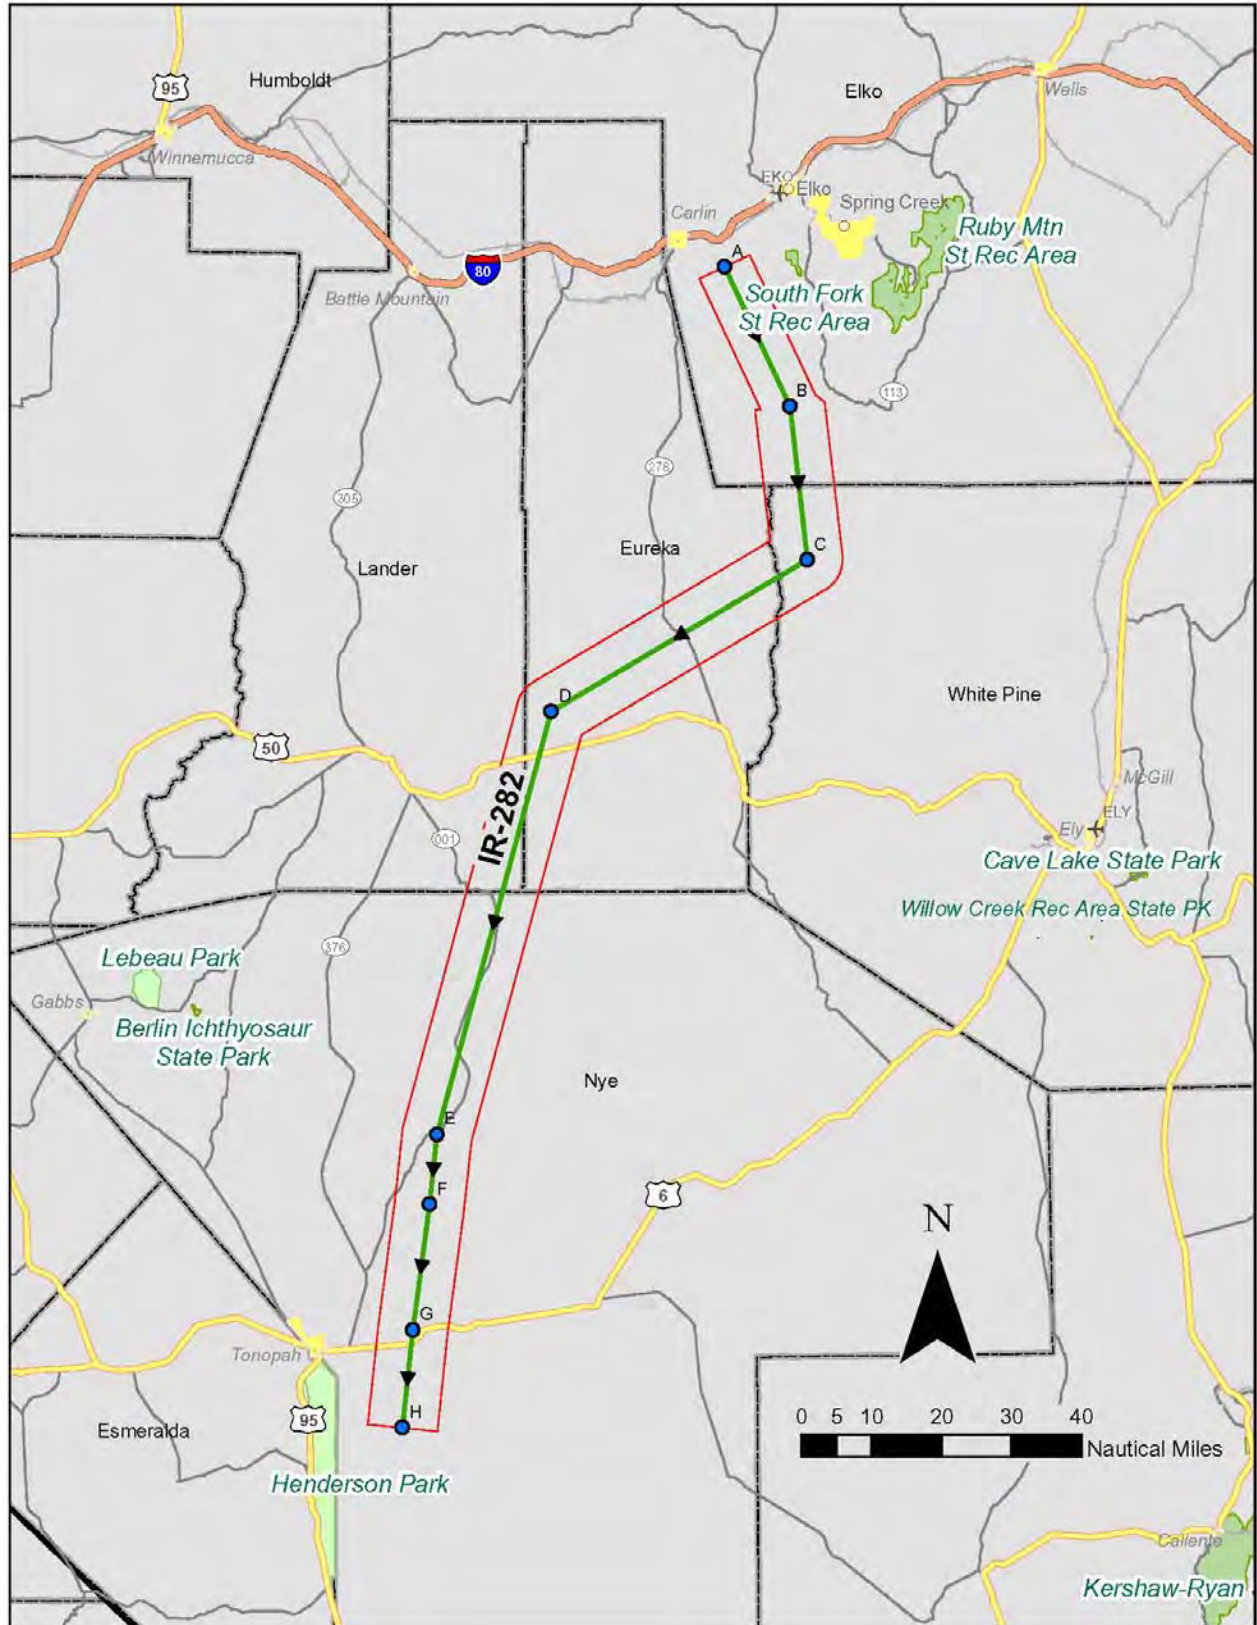 Humboldt
95
Elko
Wells
Winnemucca
EKO
Elko
Spring Creek
Carlin
Ruby Mtn
St Rec Area
A
80
Battle Mountain
South Fork
St Rec Area
113
B
278
305
C
Eureka
Lander
D
White Pine
50
IR-282
McGill
ELY
Ely
001
Cave Lake State Park
Willow Creek Rec Area State PK
376
Lebeau Park
Gabbs
Berlin Ichthyosaur
State Park
Nye
E
6
F
N
G
Tonopah
H
95
Esmeralda
0 5 10 20 30 40
Nautical Miles
Henderson Park
Caliente
Kershaw-Ryan